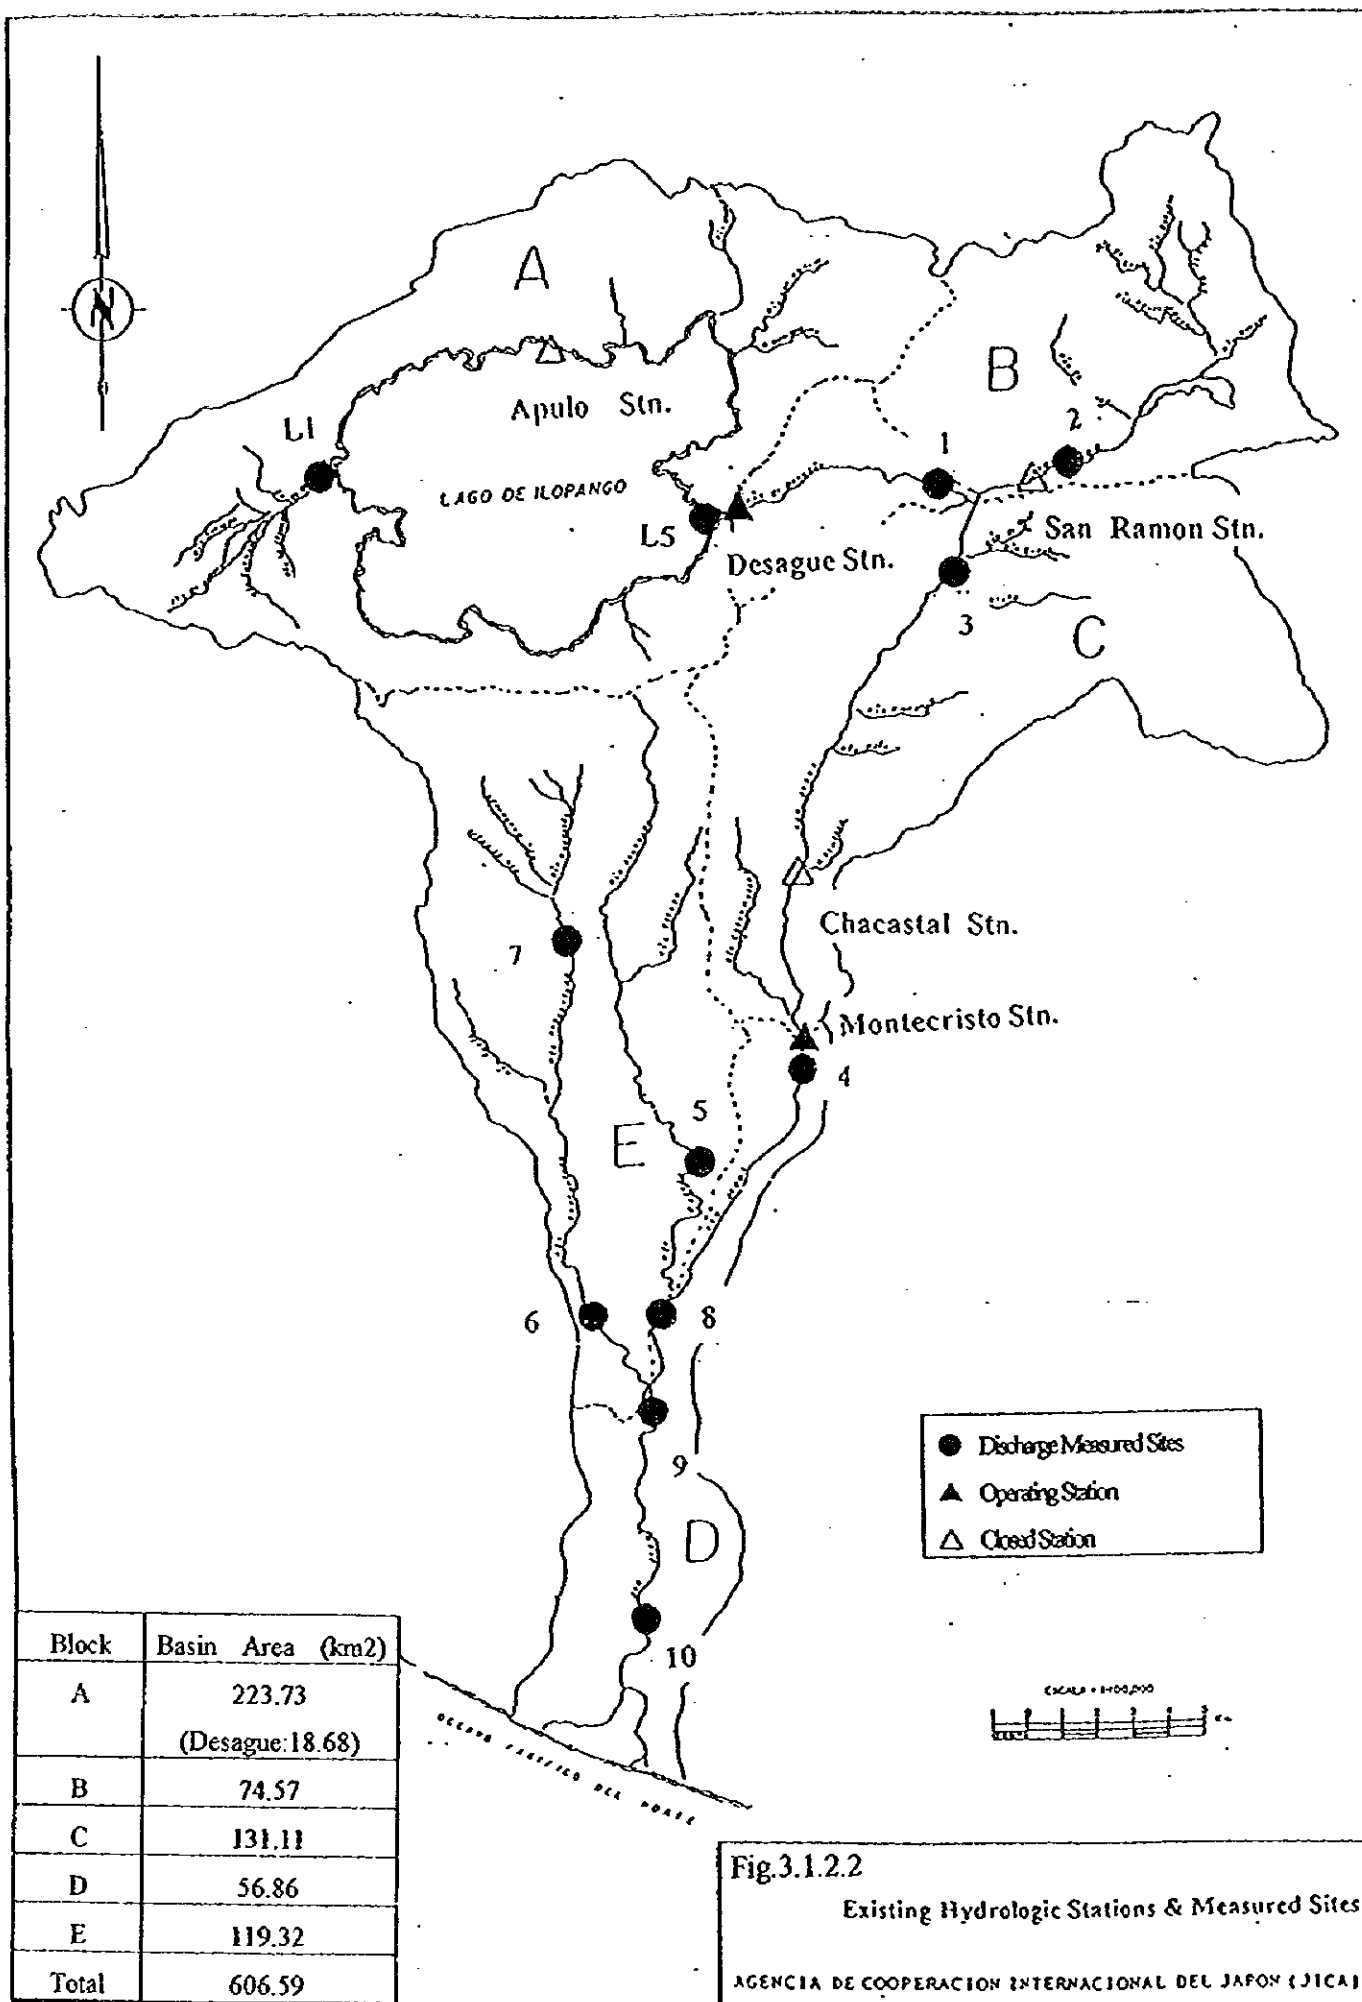 N
A
B
L1
Apulo Stn.
2
1
LAGO DE ILOPANGO
L5
San Ramon Stn.
Desague Stn.
3
C
Chacastal Stn.
7
Montecristo Stn.
4
5
E
6
8
9
Discharge Measured Sites
Operating Station
Closed Station
D
10
Block Basin Area (km2)
A 223.73
(Desague:18.68)
B 74.57
C 131.11
D 56.86
E 119.32
Total 606.59
OCEANO PACIFICO DEL
Fig.3.1.2.2
Existing Hydrologic Stations & Measured Sites
AGENCIA DE COOPERACION INTERNACIONAL DEL JAPON (JICA)